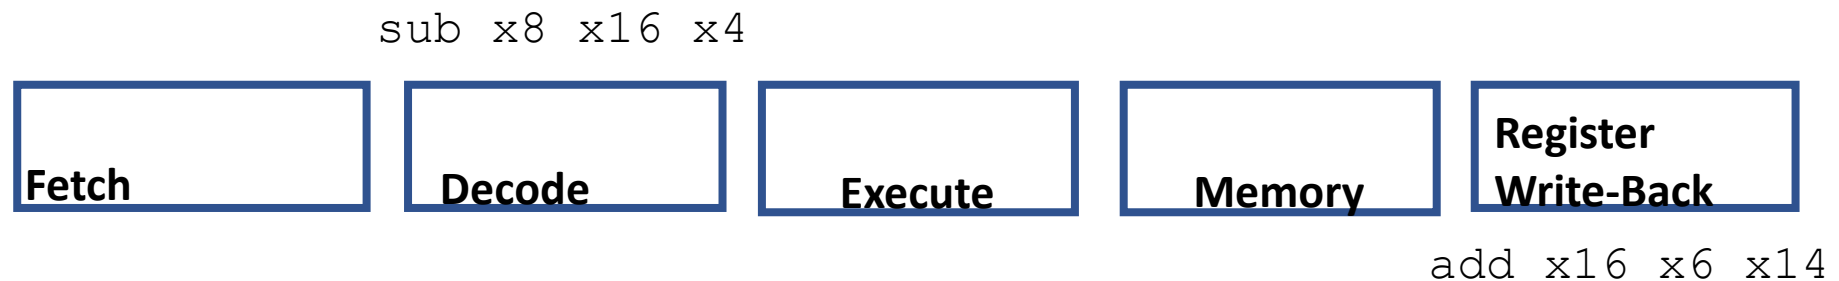 sub x8 x16 x4
Fetch
Decode
Execute
Memory
Register
Write-Back
add x16 x6 x14